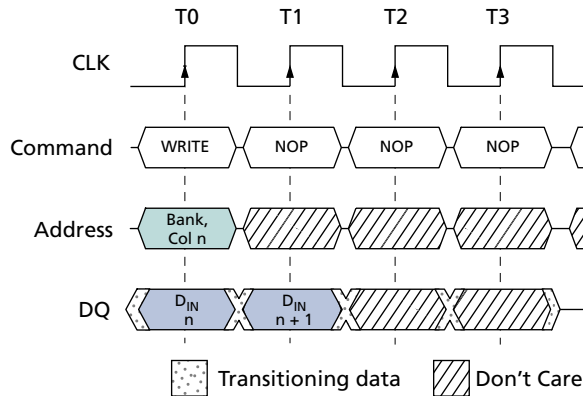 T0 T1 T2 T3
CLK
Command WRITE NOP NOP NOP
Address Bank,
Col n
DQ DIN
n
DIN
n + 1
Transitioning data Don't Care